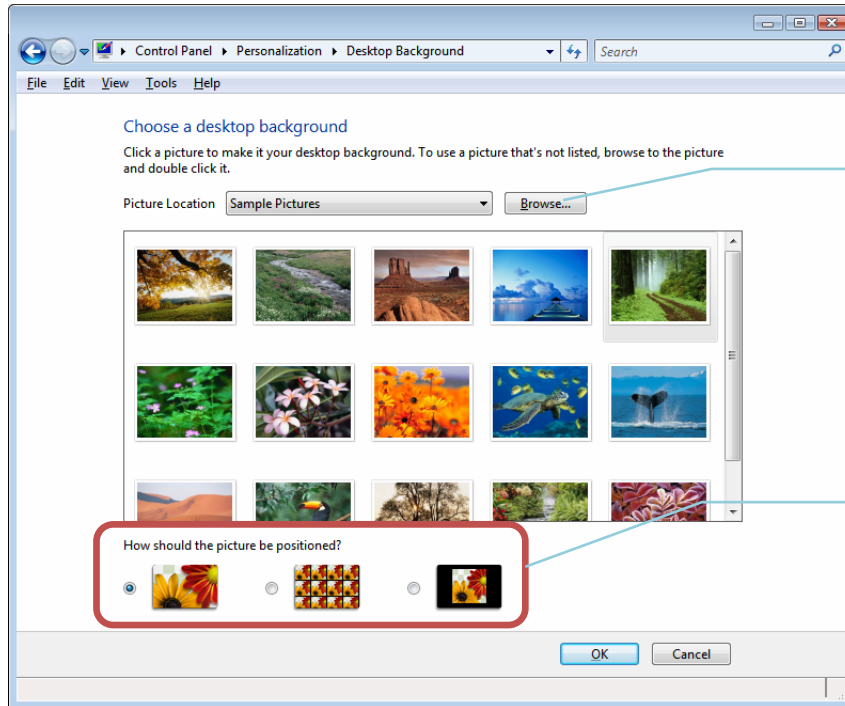 Control Panel Personalization Desktop Background Search
File Edit View Tools Help
Choose a desktop background
Click a picture to make it your desktop background. To use a picture that's not listed, browse to the picture
and double click it.
Picture Location Sample Pictures Browse...
How should the picture be positioned?
OK Cancel